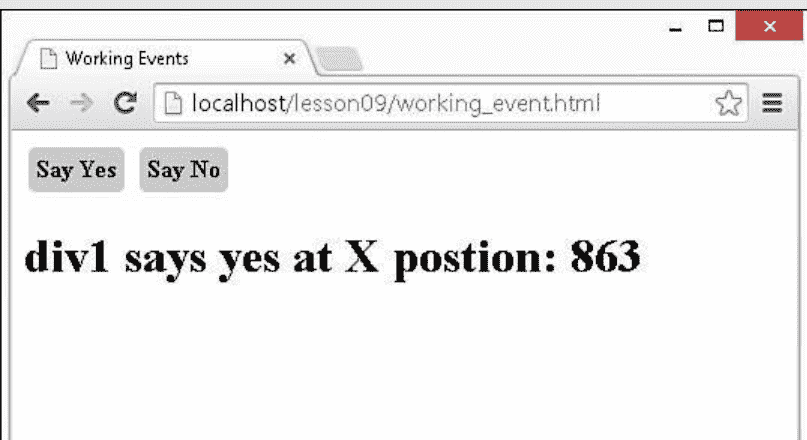 Working Events
localhost/lesson09/working_event.html
Say Yes Say No
div1 says yes at X postion: 863